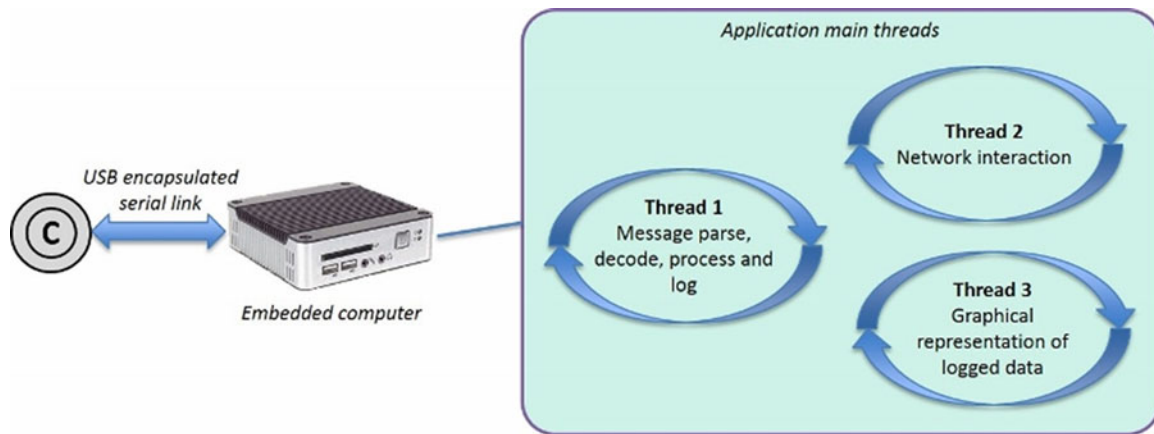 Application main threads
C
USB encapsulated
serial link
Embedded computer
Thread 1
Message parse,
decode, process and
log
Thread 2
Network interaction
Thread 3
Graphical
representation of
logged data